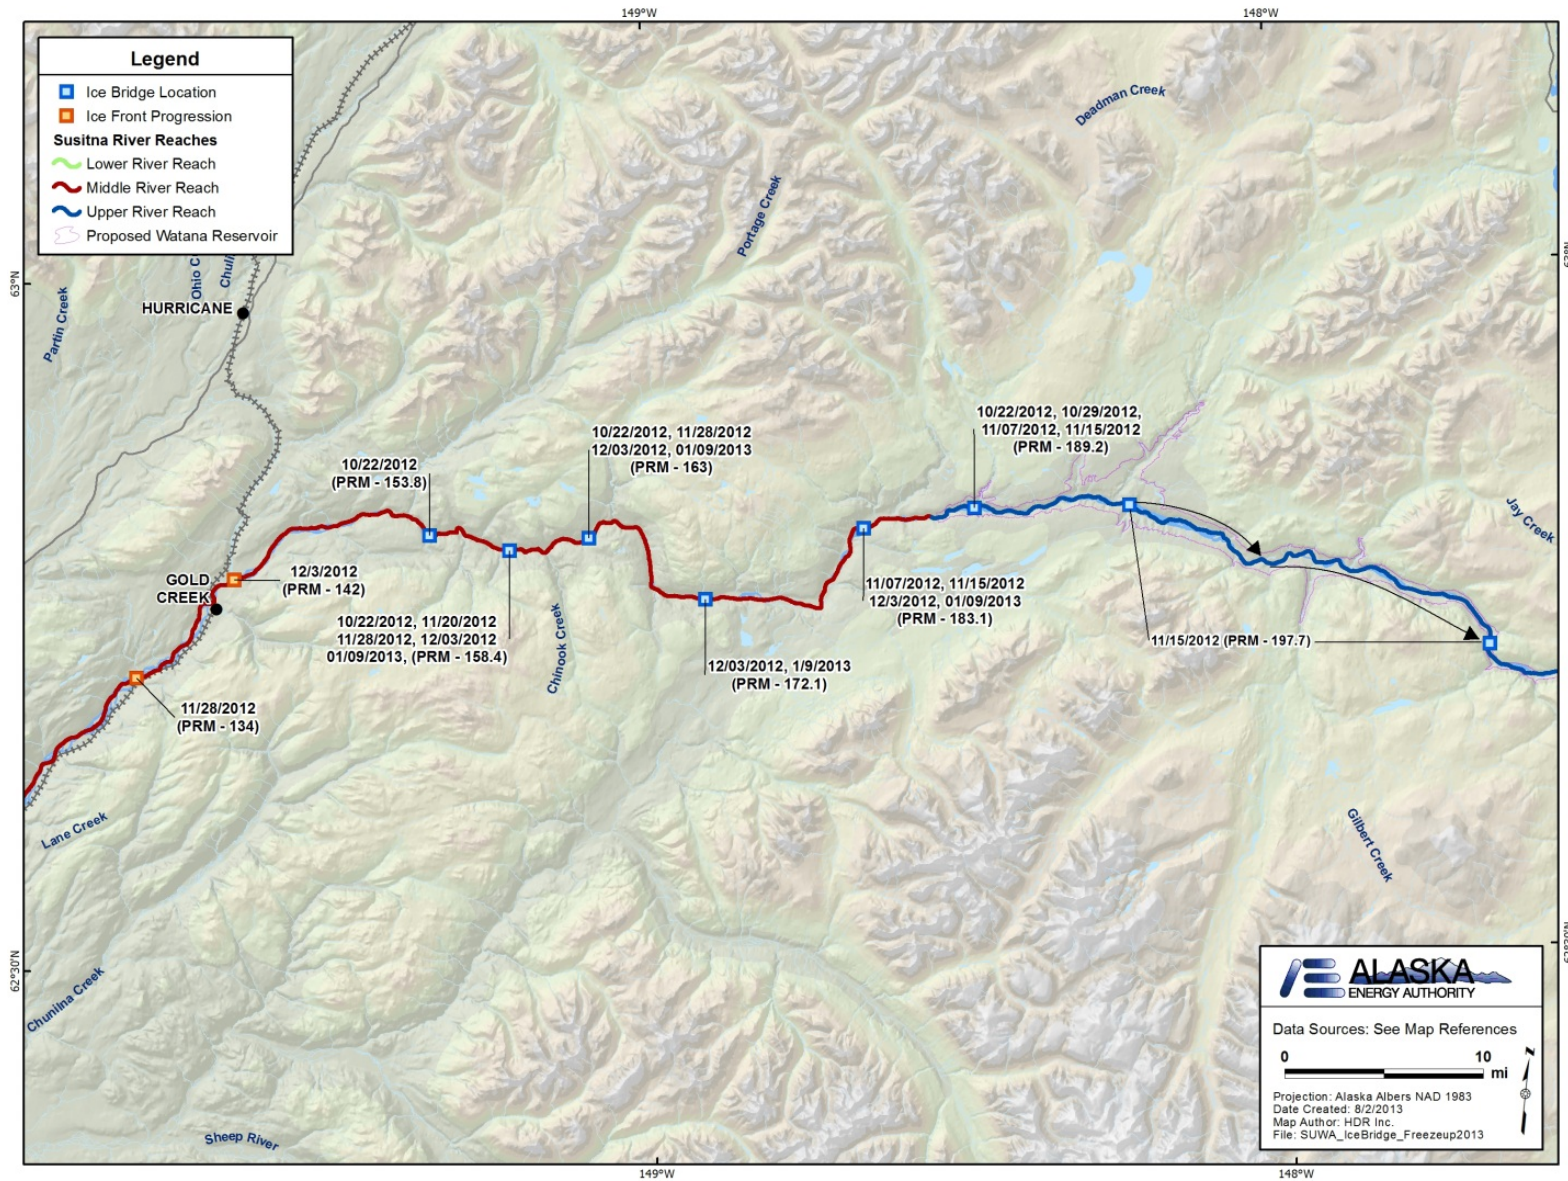 149°W
148°W
Legend
Ice Bridge Location
Ice Front Progression
Susitna River Reaches
Lower River Reach
Middle River Reach
Upper River Reach
Proposed Watana Reservoir
Deadman Creek
Portage Creek
Ohio C
Chuli
Partin Creek
63°N
HURRICANE
10/22/2012, 10/29/2012,
11/07/2012, 11/15/2012
(PRM - 189.2)
10/22/2012, 11/28/2012
12/03/2012, 01/09/2013
(PRM - 163)
10/22/2012
(PRM - 153.8)
Jay Creek
GOLD
CREEK
12/3/2012
(PRM - 142)
11/07/2012, 11/15/2012
12/3/2012, 01/09/2013
(PRM - 183.1)
10/22/2012, 11/20/2012
11/28/2012, 12/03/2012
01/09/2013, (PRM - 158.4)
Chinook Creek
11/15/2012 (PRM - 197.7)
12/03/2012, 1/9/2013
(PRM - 172.1)
11/28/2012
(PRM - 134)
Lane Creek
Gilbert Creek
62°30'N
Chunilna Creek
Sheep River
ALASKA
ENERGY AUTHORITY
Data Sources: See Map References
0 10
mi
N
Projection: Alaska Albers NAD 1983
Date Created: 8/2/2013
Map Author: HDR Inc.
File: SUWA_IceBridge_Freezeup2013
149°W
148°W